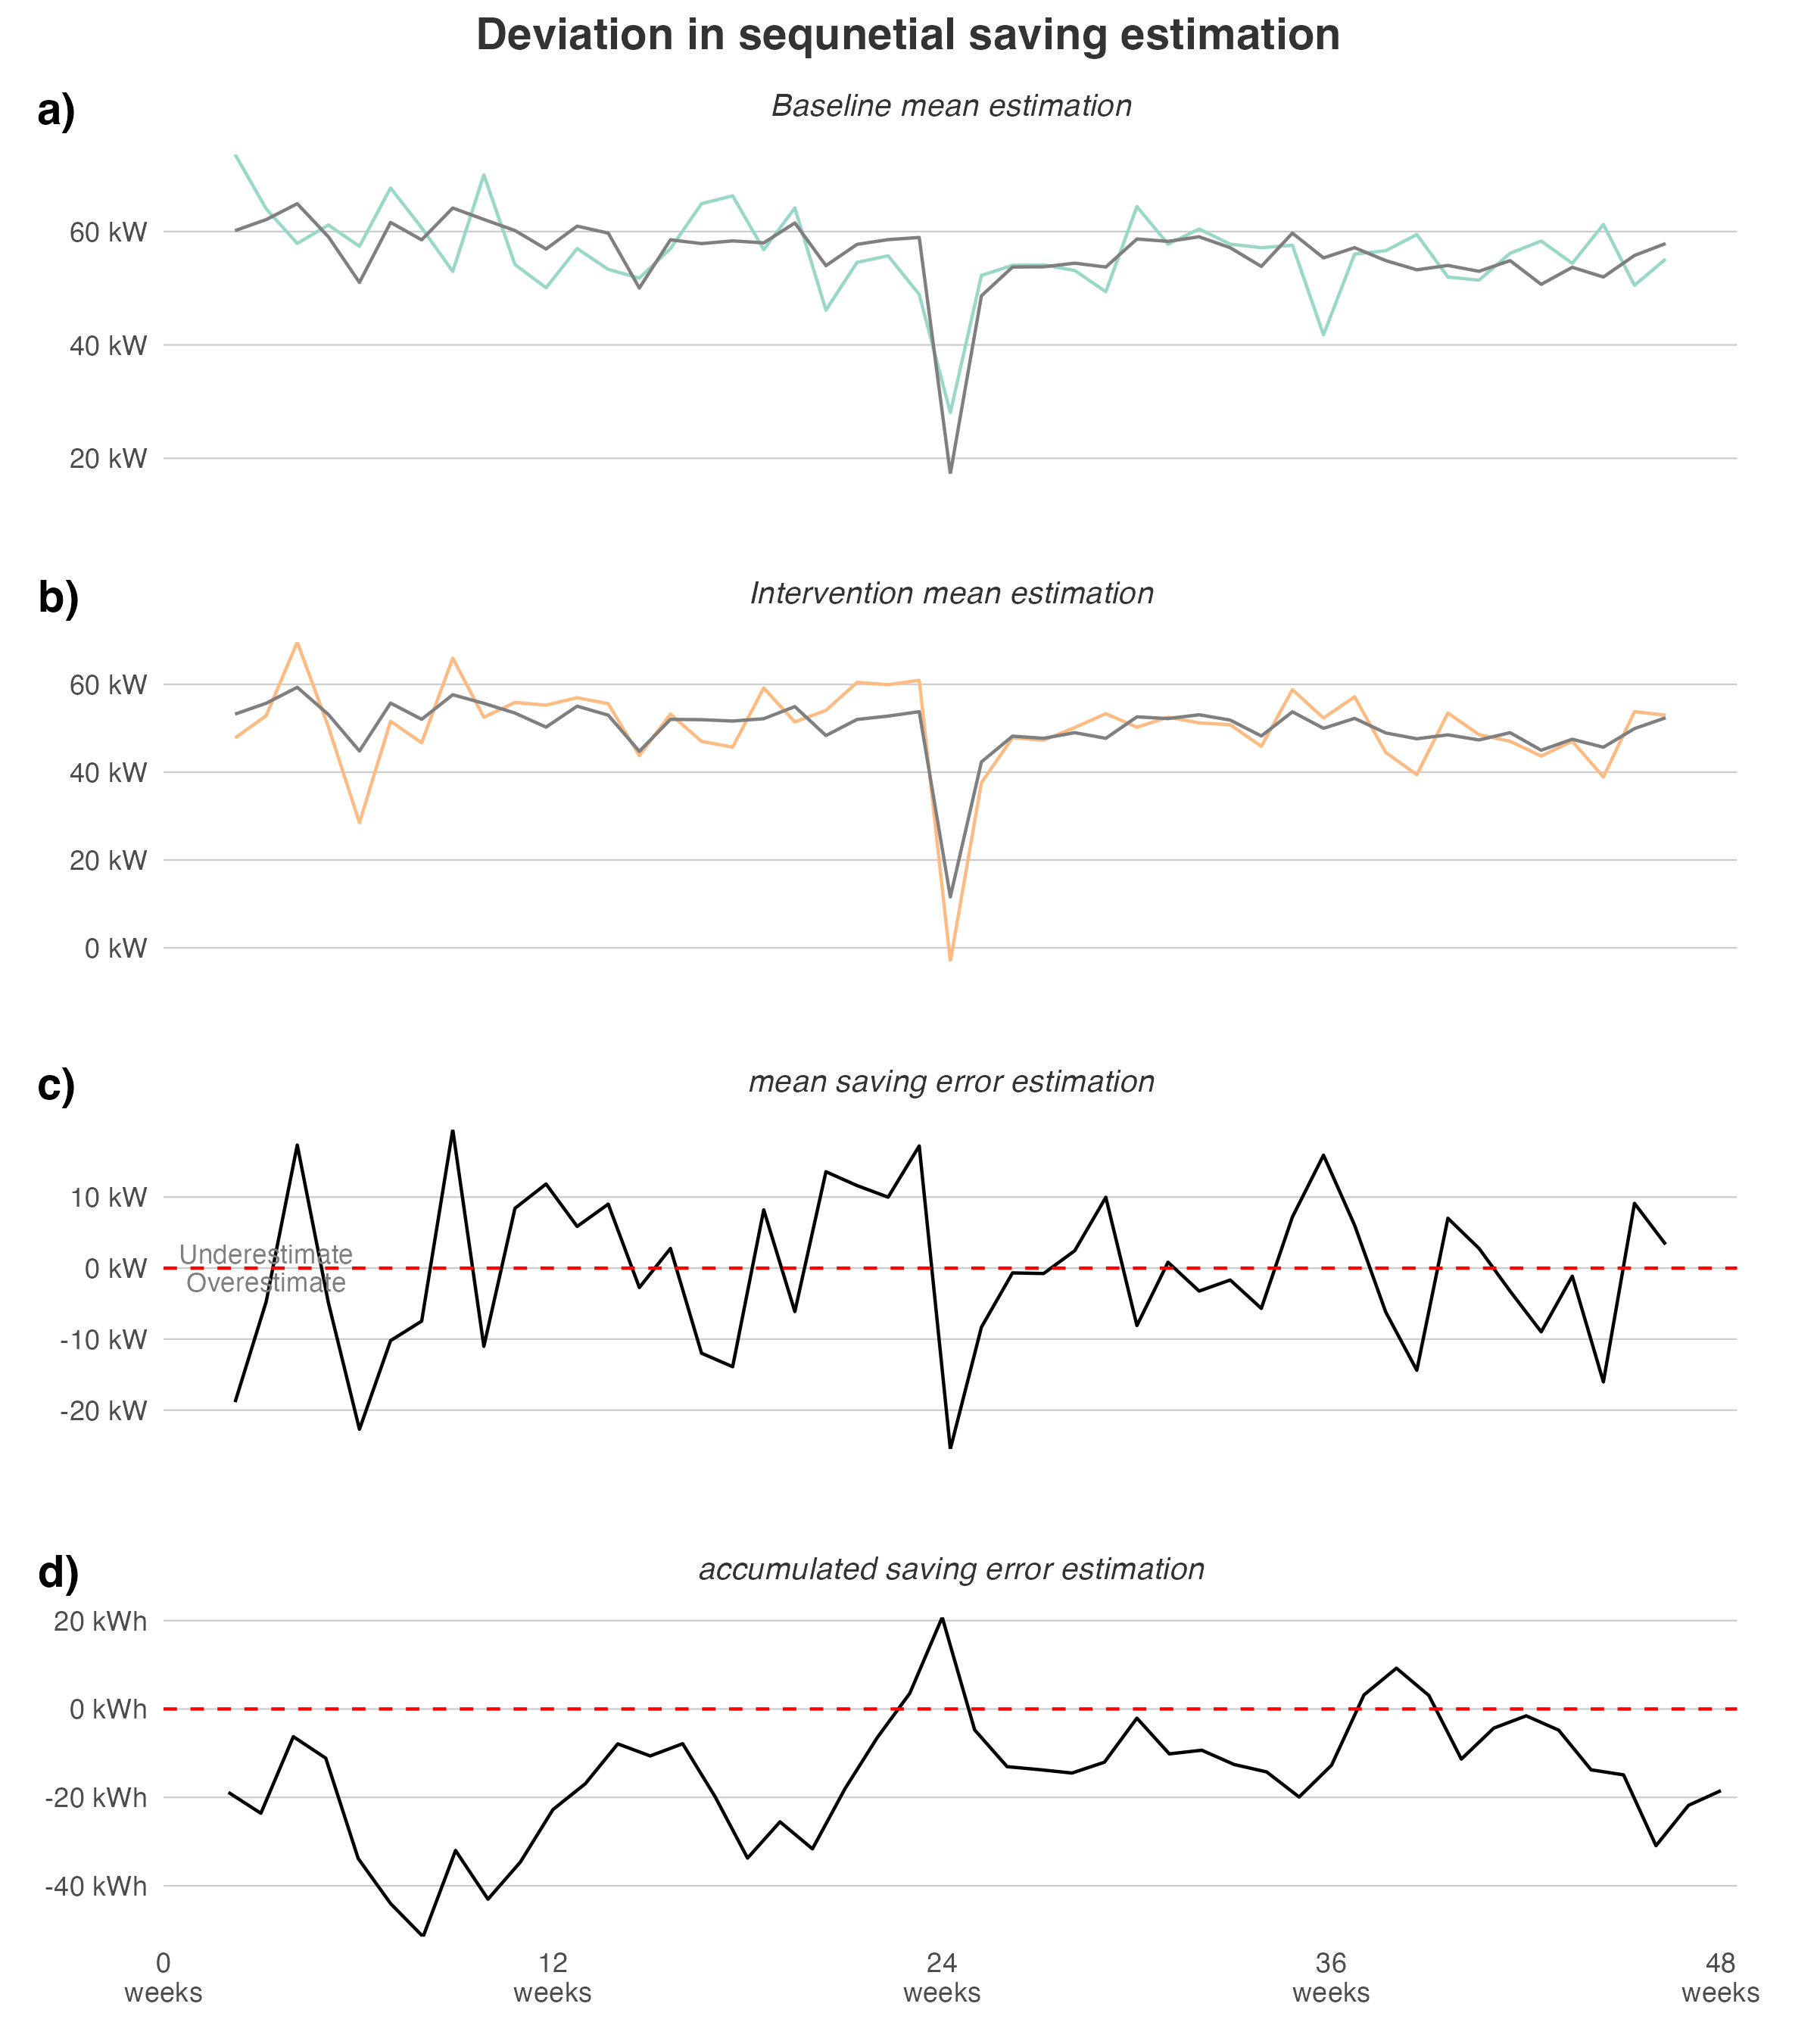 Deviation in sequnetial saving estimation
a)
Baseline mean estimation
60 kW
40 kW
20 kW
b)
Intervention mean estimation
60 kW
40 kW
20 kW
0 kW
c)
mean saving error estimation
10 kW
Underestimate
0 kW
Overestimate
-10 kW
-20 kW
d)
accumulated saving error estimation
20 kWh
0 kWh
-20 kWh
-40 kWh
0 12 24 36 48
weeks weeks weeks weeks weeks